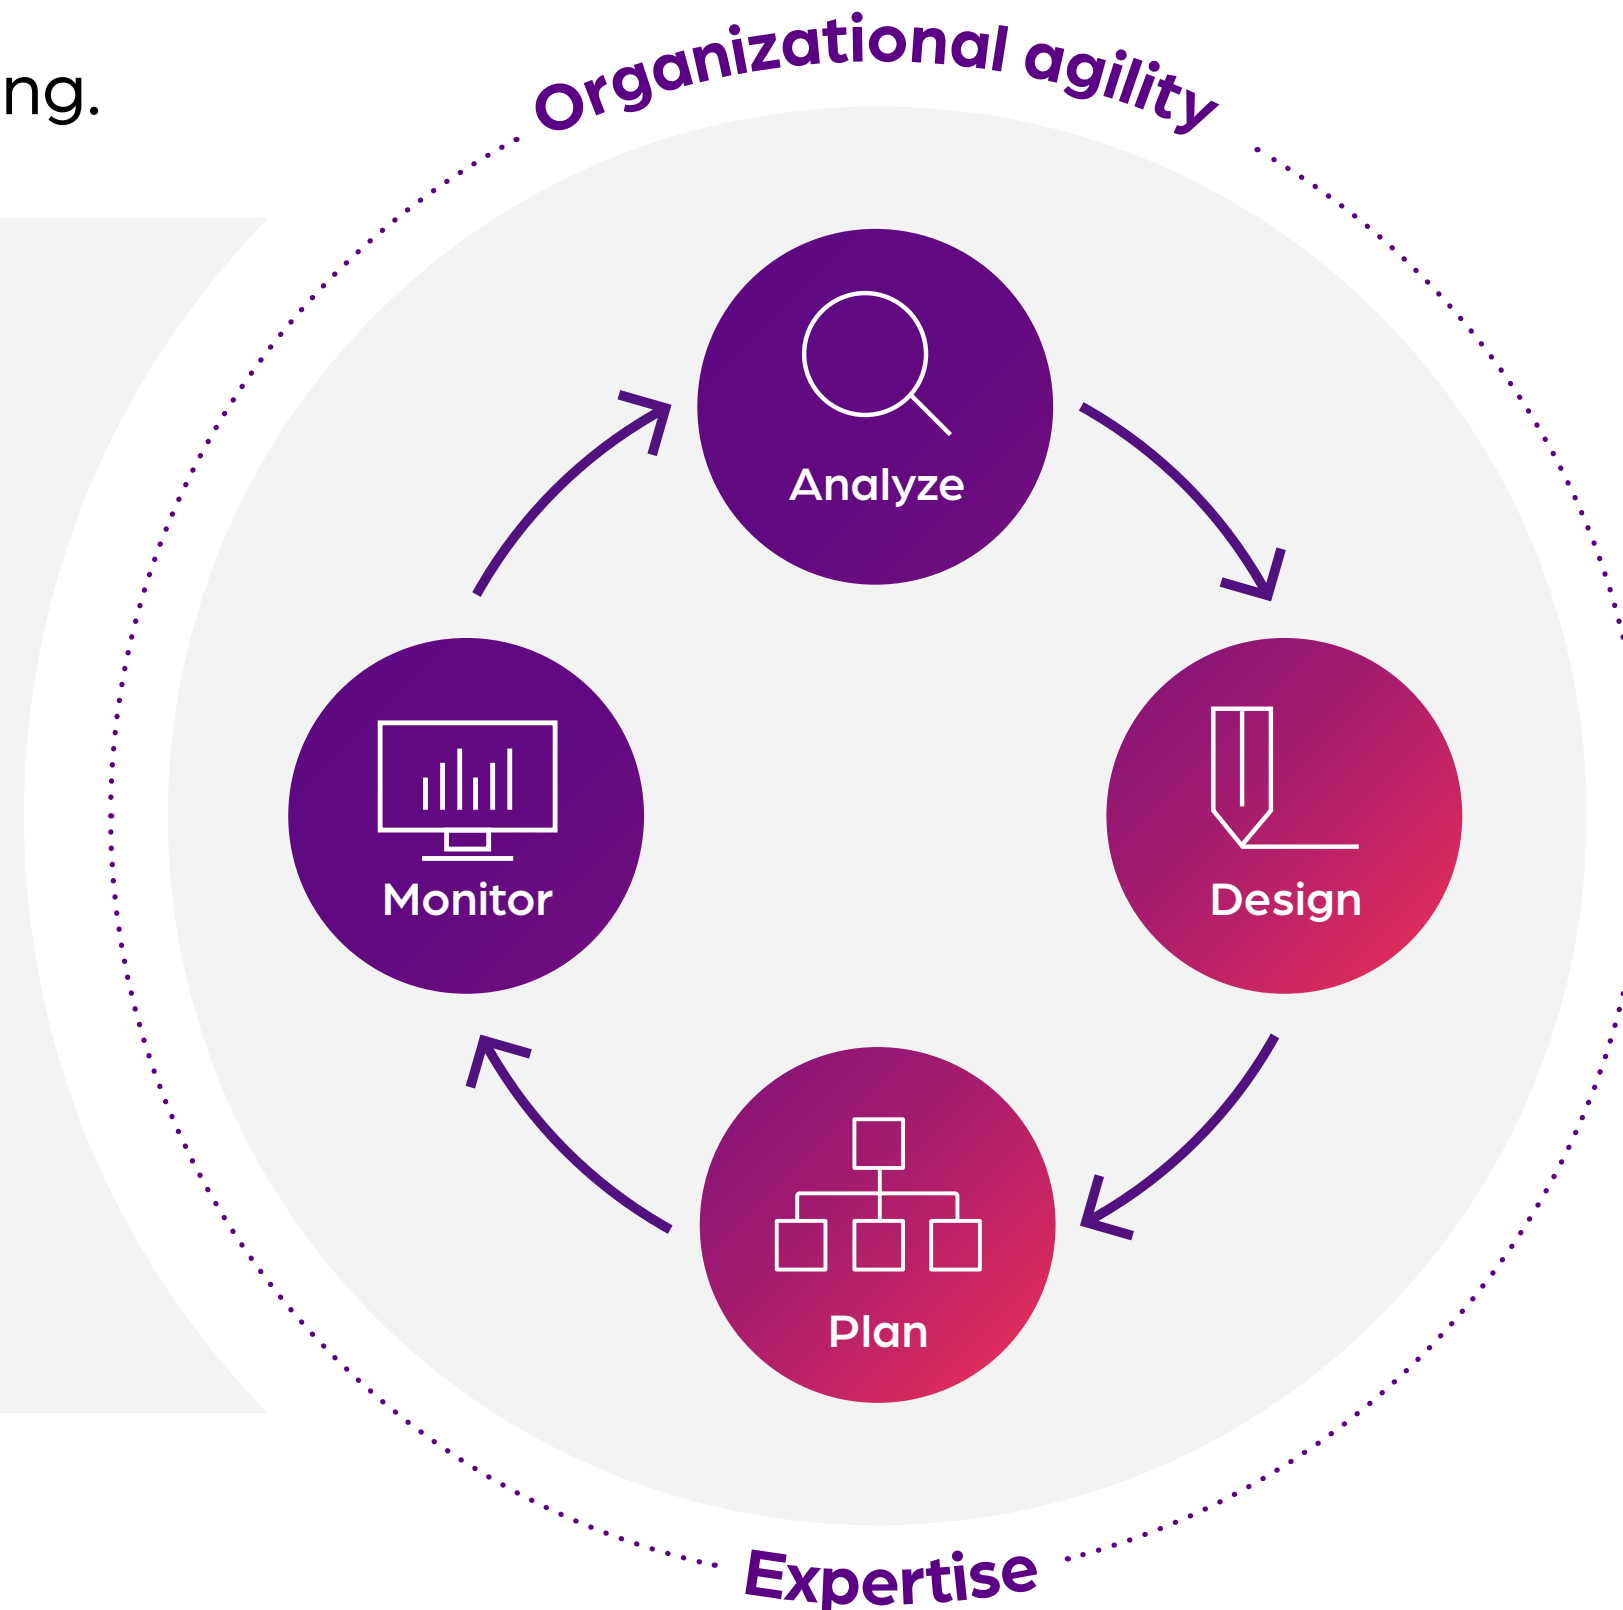 Organizational agility
ng.
Analyze
Monitor
Design
Plan
Expertise